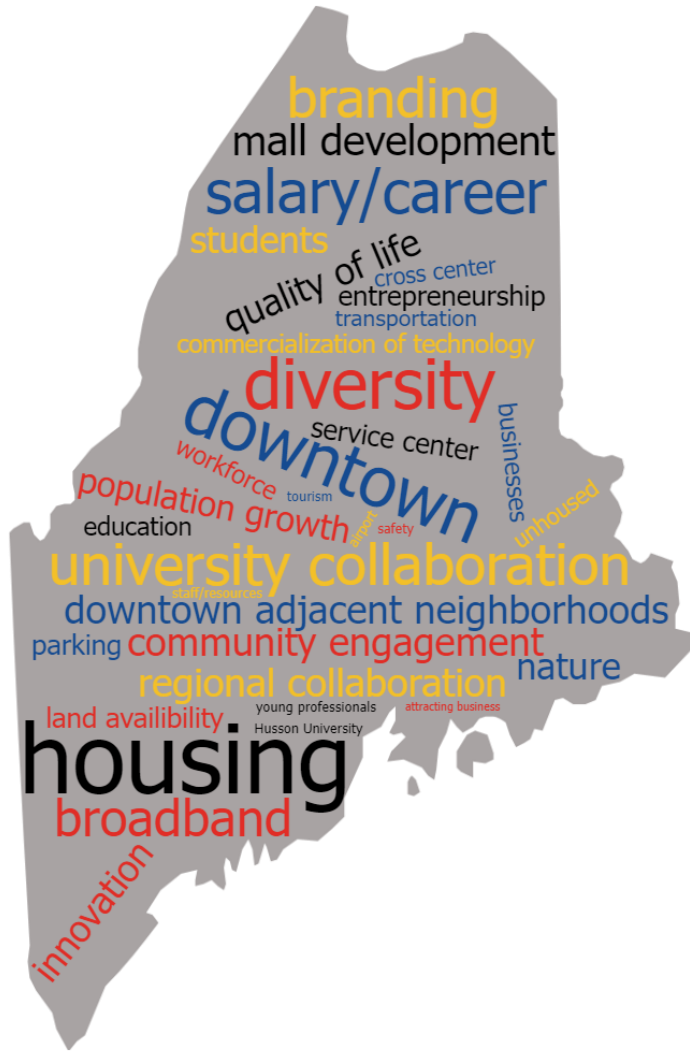 branding
mall development
salary/career
students
quality of life
cross center
entrepreneurship
transportation
commercialization of technology
diversity
downtown
service center
businesses
workforce
population growth
tourism
airport
safety
unhoused
education
university collaboration
staff/resources
downtown adjacent neighborhoods
parking
community engagement
nature
regional collaboration
land availibility
young professionals
attracting business
Husson University
housing
broadband
innovation